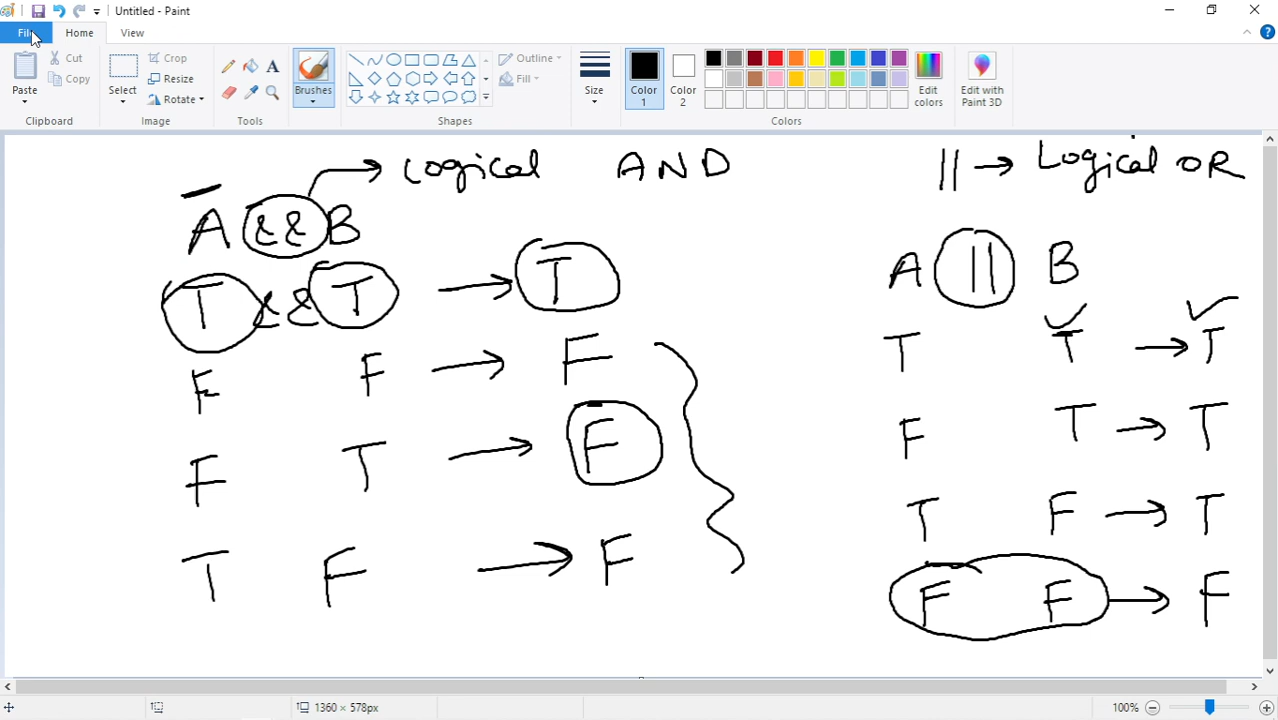 Untitled - Paint
File Home View
Paste
Cut
Copy
Clipboard
Select
Crop
Resize
Rotate
Image
A
Tools
Brushes
Outline
Fill
Shapes
Size
Color 1
Color 2
Edit colors
Colors
Edit with Paint 3D
→ Logical AND
A && B
T && T → T
F F → F
F T → F
T F → F
|| → Logical OR
A || B
T T → T
F T → T
T F → T
F F → F
1360 × 578px
100%